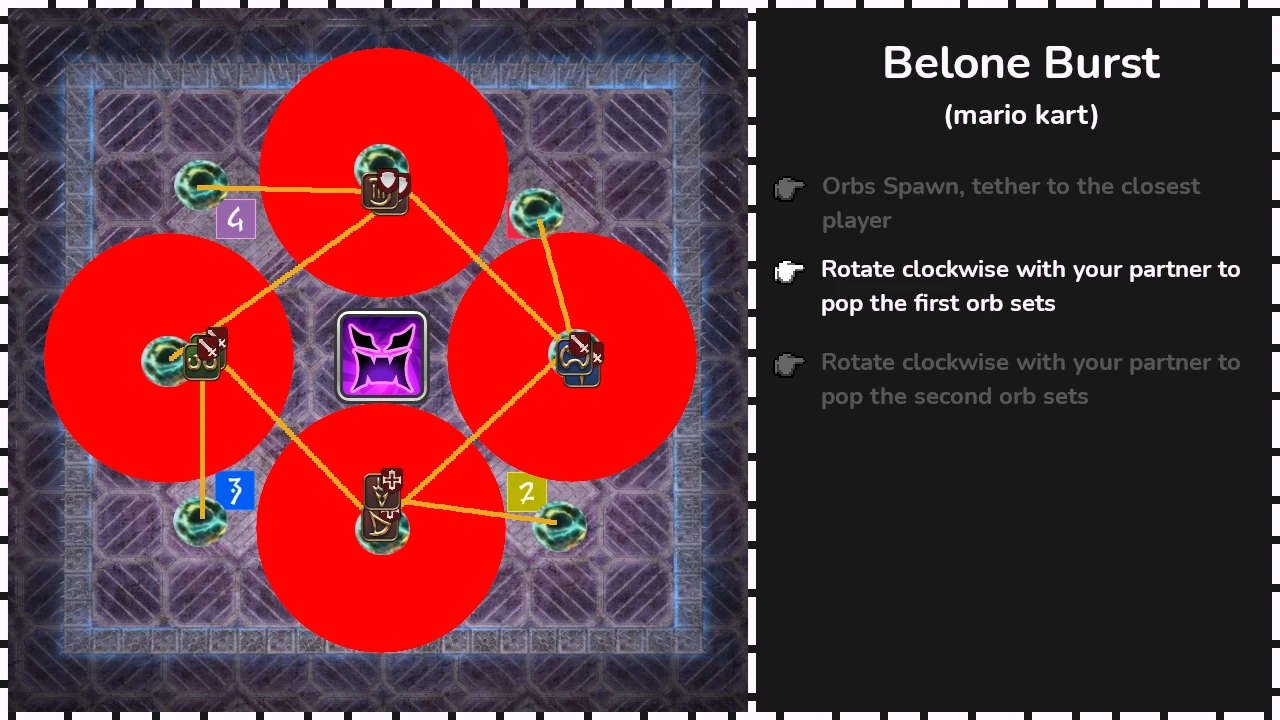 Belone Burst
(mario kart)
Orbs Spawn, tether to the closest
player
Rotate clockwise with your partner to
pop the first orb sets
Rotate clockwise with your partner to
pop the second orb sets
4
3
2